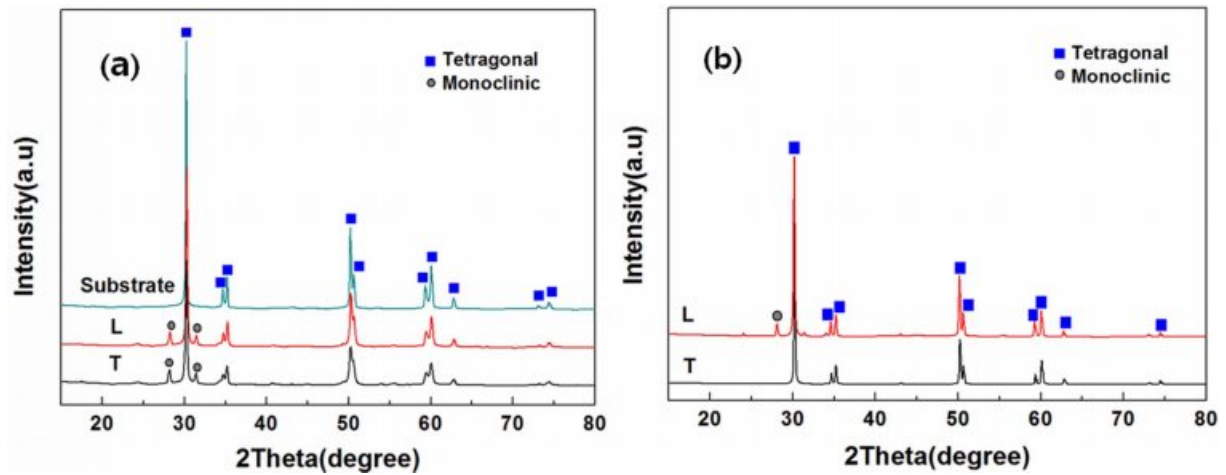 (a)
Tetragonal
Monoclinic
Intensity(a.u)
Substrate
L
T
20 30 40 50 60 70 80
2Theta(degree)
(b)
Tetragonal
Monoclinic
Intensity(a.u)
L
T
20 30 40 50 60 70 80
2Theta(degree)